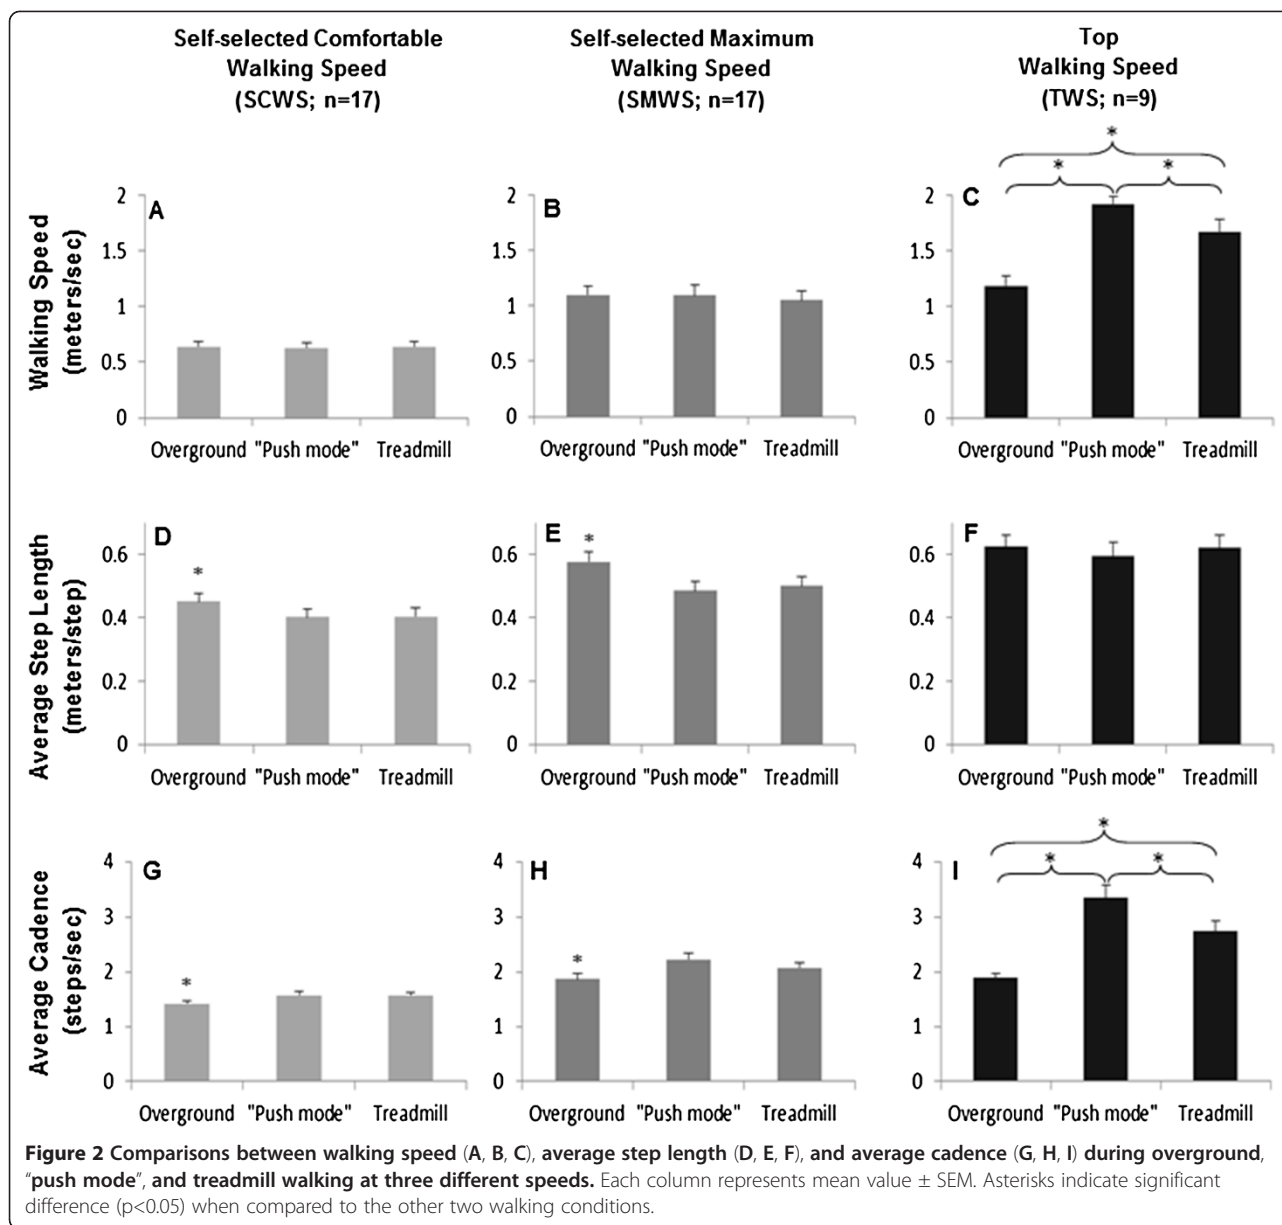 Self-selected Comfortable
Walking Speed
(SCWS; n=17)
Self-selected Maximum
Walking Speed
(SMWS; n=17)
Top
Walking Speed
(TWS; n=9)
Walking Speed
(meters/sec)
A
2
1.5
1
0.5
0
Overground "Push mode" Treadmill
B
2
1.5
1
0.5
0
Overground "Push mode" Treadmill
*
* *
C
2
1.5
1
0.5
0
Overground "Push mode" Treadmill
Average Step Length
(meters/step)
D
0.6
*
0.4
0.2
0
Overground "Push mode" Treadmill
E
*
0.6
0.4
0.2
0
Overground "Push mode" Treadmill
F
0.6
0.4
0.2
0
Overground "Push mode" Treadmill
Average Cadence
(steps/sec)
G
4
3
2
*
1
0
Overground "Push mode" Treadmill
H
4
3
2
*
1
0
Overground "Push mode" Treadmill
*
* *
I
4
3
2
1
0
Overground "Push mode" Treadmill
Figure 2 Comparisons between walking speed (A, B, C), average step length (D, E, F), and average cadence (G, H, I) during overground,
“push mode”, and treadmill walking at three different speeds. Each column represents mean value ± SEM. Asterisks indicate significant
difference (p<0.05) when compared to the other two walking conditions.